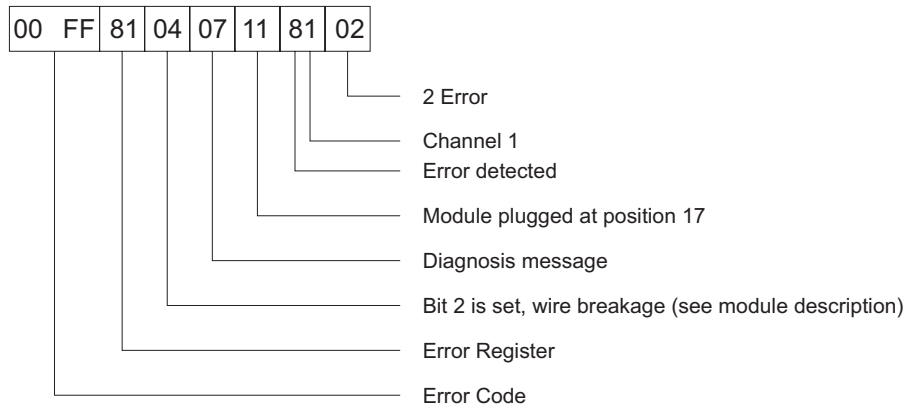 00 FF 81 04 07 11 81 02
2 Error
Channel 1
Error detected
Module plugged at position 17
Diagnosis message
Bit 2 is set, wire breakage (see module description)
Error Register
Error Code